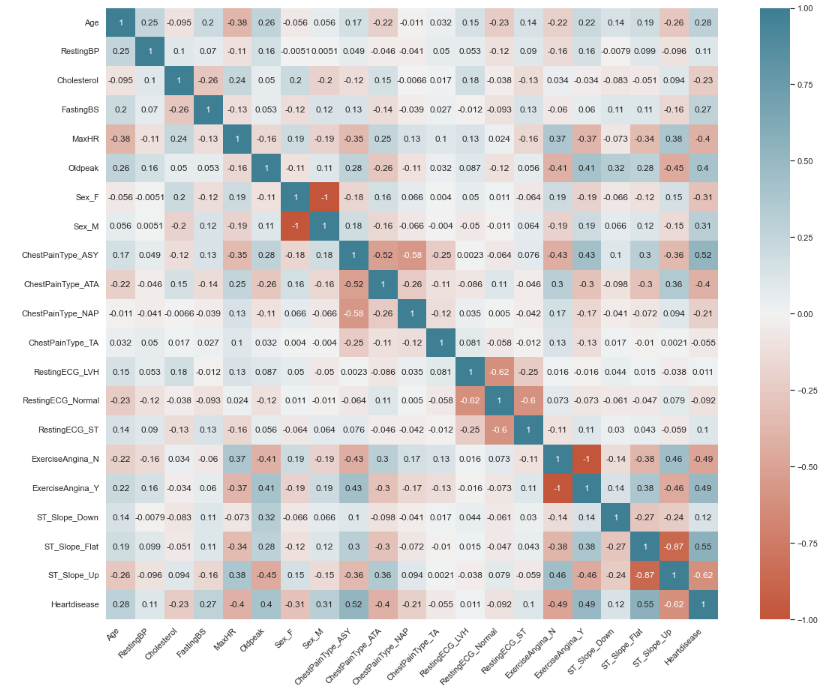 Age 1 0.25 -0.095 0.2 -0.38 0.26 -0.056 0.056 0.17 -0.22 -0.011 0.032 0.15 -0.23 0.14 -0.22 0.22 0.14 0.19 -0.26 0.28
RestingBP 0.25 1 0.1 0.07 -0.11 0.16 -0.0051 0.0051 0.049 -0.046 -0.041 0.05 0.053 -0.12 0.09 -0.16 0.16 -0.0079 0.099 -0.096 0.11
Cholesterol -0.095 0.1 1 -0.26 0.24 0.05 0.2 -0.2 -0.12 0.15 -0.0066 0.017 0.18 -0.038 -0.13 0.034 -0.034 -0.083 -0.051 0.094 -0.23
FastingBS 0.2 0.07 -0.26 1 -0.13 0.053 -0.12 0.12 0.13 -0.14 -0.039 0.027 -0.012 -0.093 0.13 -0.06 0.06 0.11 0.11 -0.16 0.27
MaxHR -0.38 -0.11 0.24 -0.13 1 -0.16 0.19 -0.19 -0.35 0.25 0.13 0.1 0.13 0.024 -0.16 0.37 -0.37 -0.073 -0.34 0.38 -0.4
Oldpeak 0.26 0.16 0.05 0.053 -0.16 1 -0.11 0.11 0.28 -0.26 -0.11 0.032 0.087 -0.12 0.056 -0.41 0.41 0.32 0.28 -0.45 0.4
Sex_F -0.056 -0.0051 0.2 -0.12 0.19 -0.11 1 -1 -0.18 0.16 0.066 0.004 0.05 0.011 -0.064 0.19 -0.19 -0.066 -0.12 0.15 -0.31
Sex_M 0.056 0.0051 -0.2 0.12 -0.19 0.11 -1 1 0.18 -0.16 -0.066 -0.004 -0.05 -0.011 0.064 -0.19 0.19 0.066 0.12 -0.15 0.31
ChestPainType_ASY 0.17 0.049 -0.12 0.13 -0.35 0.28 -0.18 0.18 1 -0.52 -0.58 -0.25 0.0023 -0.064 0.076 -0.43 0.43 0.1 0.3 -0.36 0.52
ChestPainType_ATA -0.22 -0.046 0.15 -0.14 0.25 -0.26 0.16 -0.16 -0.52 1 -0.26 -0.11 -0.086 0.11 -0.046 0.3 -0.3 -0.098 -0.3 0.36 -0.4
ChestPainType_NAP -0.011 -0.041 -0.0066 -0.039 0.13 -0.11 0.066 -0.066 -0.58 -0.26 1 -0.12 0.035 0.005 -0.042 0.17 -0.17 -0.041 -0.072 0.094 -0.21
ChestPainType_TA 0.032 0.05 0.017 0.027 0.1 0.032 0.004 -0.004 -0.25 -0.11 -0.12 1 0.081 -0.058 -0.012 0.13 -0.13 0.017 -0.01 0.0021 -0.055
RestingECG_LVH 0.15 0.053 0.18 -0.012 0.13 0.087 0.05 -0.05 0.0023 -0.086 0.035 0.081 1 -0.62 -0.25 0.016 -0.016 0.044 0.015 -0.038 0.011
RestingECG_Normal -0.23 -0.12 -0.038 -0.093 0.024 -0.12 0.011 -0.011 -0.064 0.11 0.005 -0.058 -0.62 1 -0.6 0.073 -0.073 -0.061 -0.047 0.079 -0.092
RestingECG_ST 0.14 0.09 -0.13 0.13 -0.16 0.056 -0.064 0.064 0.076 -0.046 -0.042 -0.012 -0.25 -0.6 1 -0.11 0.11 0.03 0.043 -0.059 0.1
ExerciseAngina_N -0.22 -0.16 0.034 -0.06 0.37 -0.41 0.19 -0.19 -0.43 0.3 0.17 0.13 0.016 0.073 -0.11 1 -1 -0.14 -0.38 0.46 -0.49
ExerciseAngina_Y 0.22 0.16 -0.034 0.06 -0.37 0.41 -0.19 0.19 0.43 -0.3 -0.17 -0.13 -0.016 -0.073 0.11 -1 1 0.14 0.38 -0.46 0.49
ST_Slope_Down 0.14 -0.0079 -0.083 0.11 -0.073 0.32 -0.066 0.066 0.1 -0.098 -0.041 0.017 0.044 -0.061 0.03 -0.14 0.14 1 -0.27 -0.24 0.12
ST_Slope_Flat 0.19 0.099 -0.051 0.11 -0.34 0.28 -0.12 0.12 0.3 -0.3 -0.072 -0.01 0.015 -0.047 0.043 -0.38 0.38 -0.27 1 -0.87 0.55
ST_Slope_Up -0.26 -0.096 0.094 -0.16 0.38 -0.45 0.15 -0.15 -0.36 0.36 0.094 0.0021 -0.038 0.079 -0.059 0.46 -0.46 -0.24 -0.87 1 -0.62
Heartdisease 0.28 0.11 -0.23 0.27 -0.4 0.4 -0.31 0.31 0.52 -0.4 -0.21 -0.055 0.011 -0.092 0.1 -0.49 0.49 0.12 0.55 -0.62 1
Age RestingBP Cholesterol FastingBS MaxHR Oldpeak Sex_F Sex_M ChestPainType_ASY ChestPainType_ATA ChestPainType_NAP ChestPainType_TA RestingECG_LVH RestingECG_Normal RestingECG_ST ExerciseAngina_N ExerciseAngina_Y ST_Slope_Down ST_Slope_Flat ST_Slope_Up Heartdisease
1.00
0.75
0.50
0.25
0.00
−0.25
−0.50
−0.75
−1.00